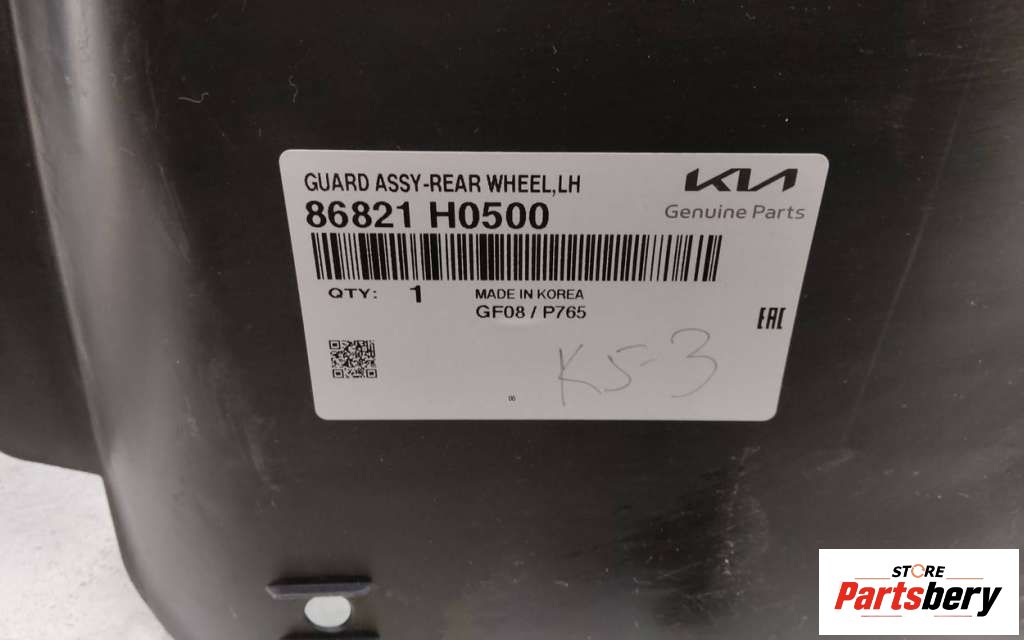 GUARD ASSY-REAR WHEEL,LH
86821 H0500
KIA
Genuine Parts
QTY: 1
MADE IN KOREA
GF08 / P765
EAC
K5-3
06
STORE
Partsbery